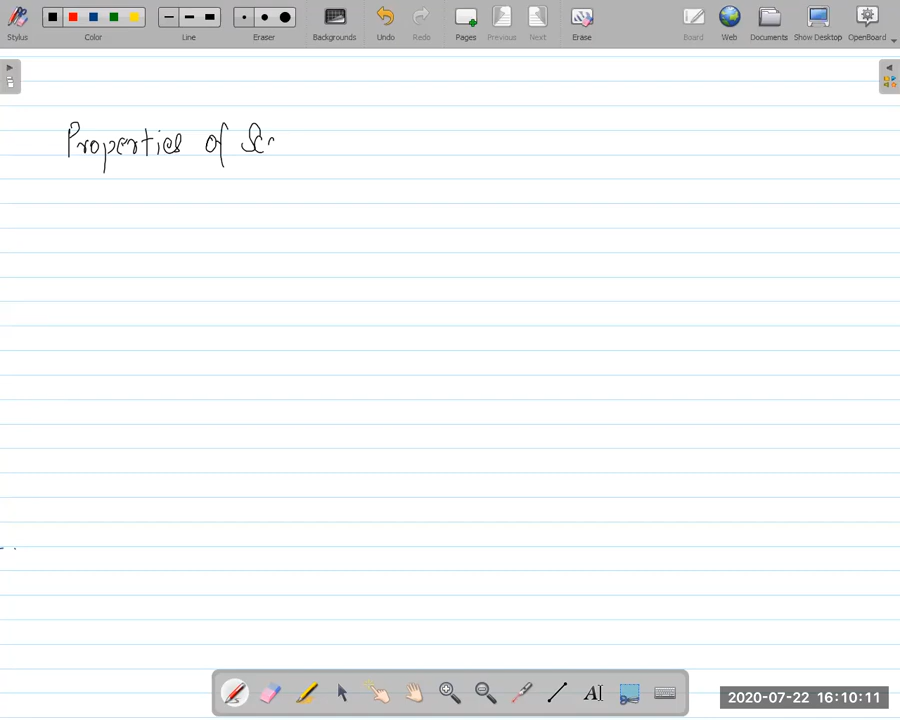 Stylus Color Line Eraser Backgrounds Undo Redo Pages Previous Next Erase Board Web Documents Show Desktop OpenBoard
Properties of
2020-07-22 16:10:11